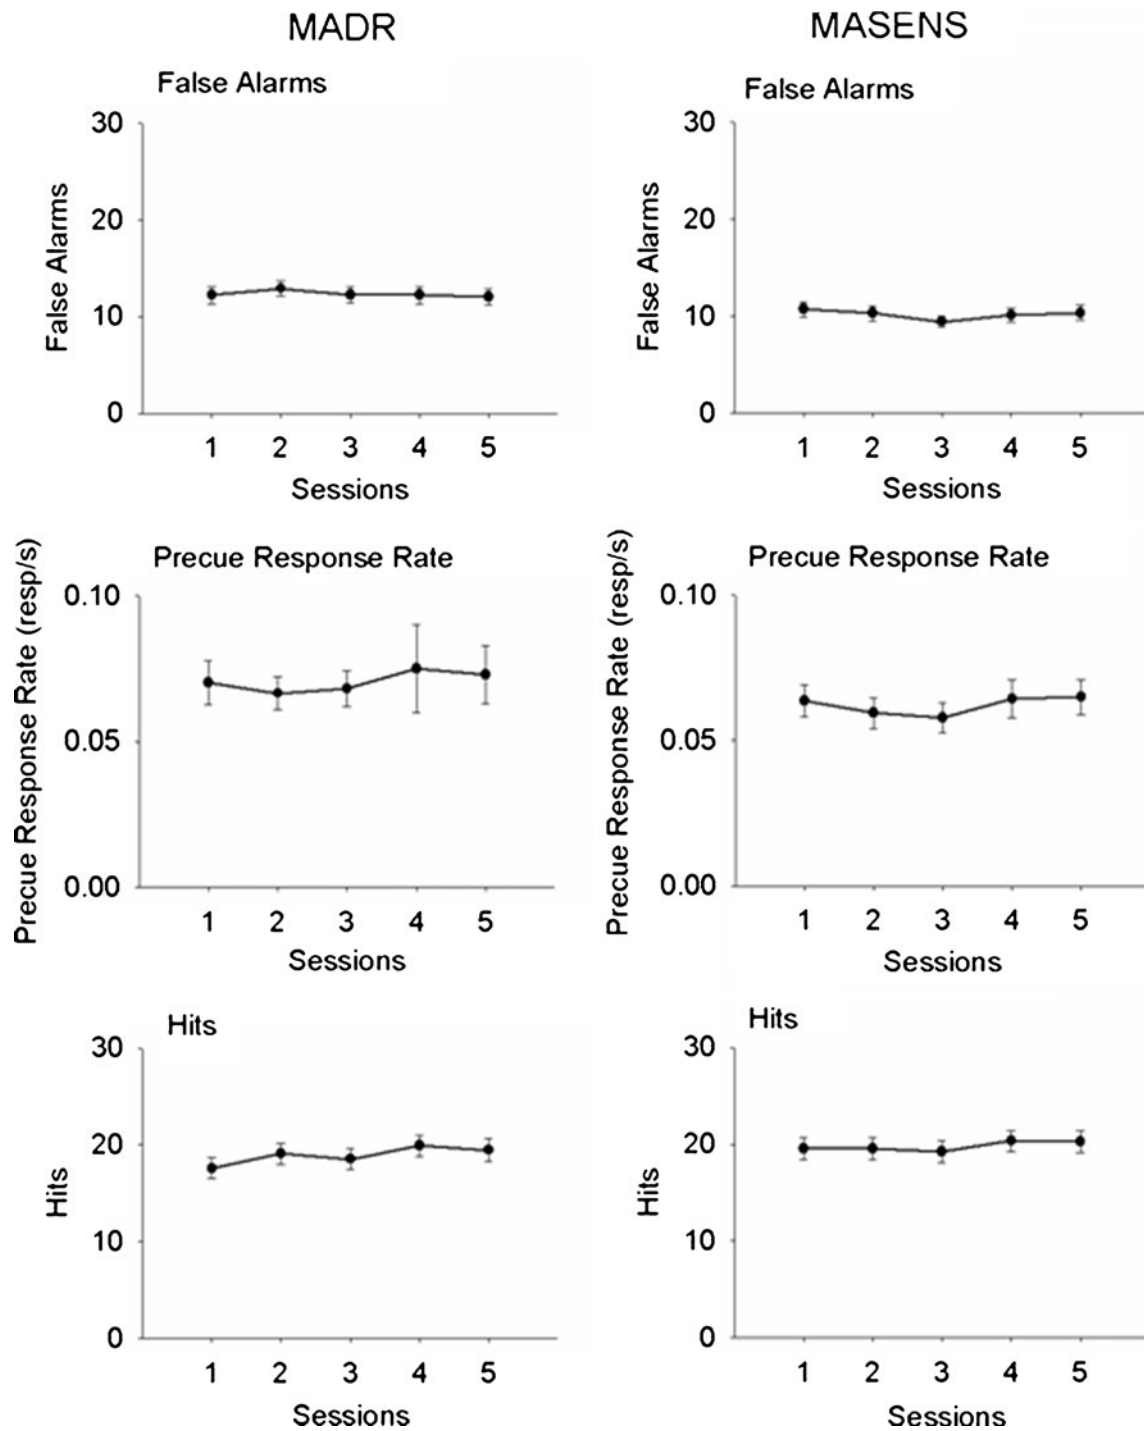 MADR
MASENS
False Alarms
False Alarms
30
20
10
0
False Alarms
1 2 3 4 5
Sessions
30
20
10
0
False Alarms
1 2 3 4 5
Sessions
Precue Response Rate
0.10
0.05
0.00
Precue Response Rate (resp/s)
1 2 3 4 5
Sessions
Precue Response Rate
0.10
0.05
0.00
Precue Response Rate (resp/s)
1 2 3 4 5
Sessions
Hits
30
20
10
0
Hits
1 2 3 4 5
Sessions
Hits
30
20
10
0
Hits
1 2 3 4 5
Sessions